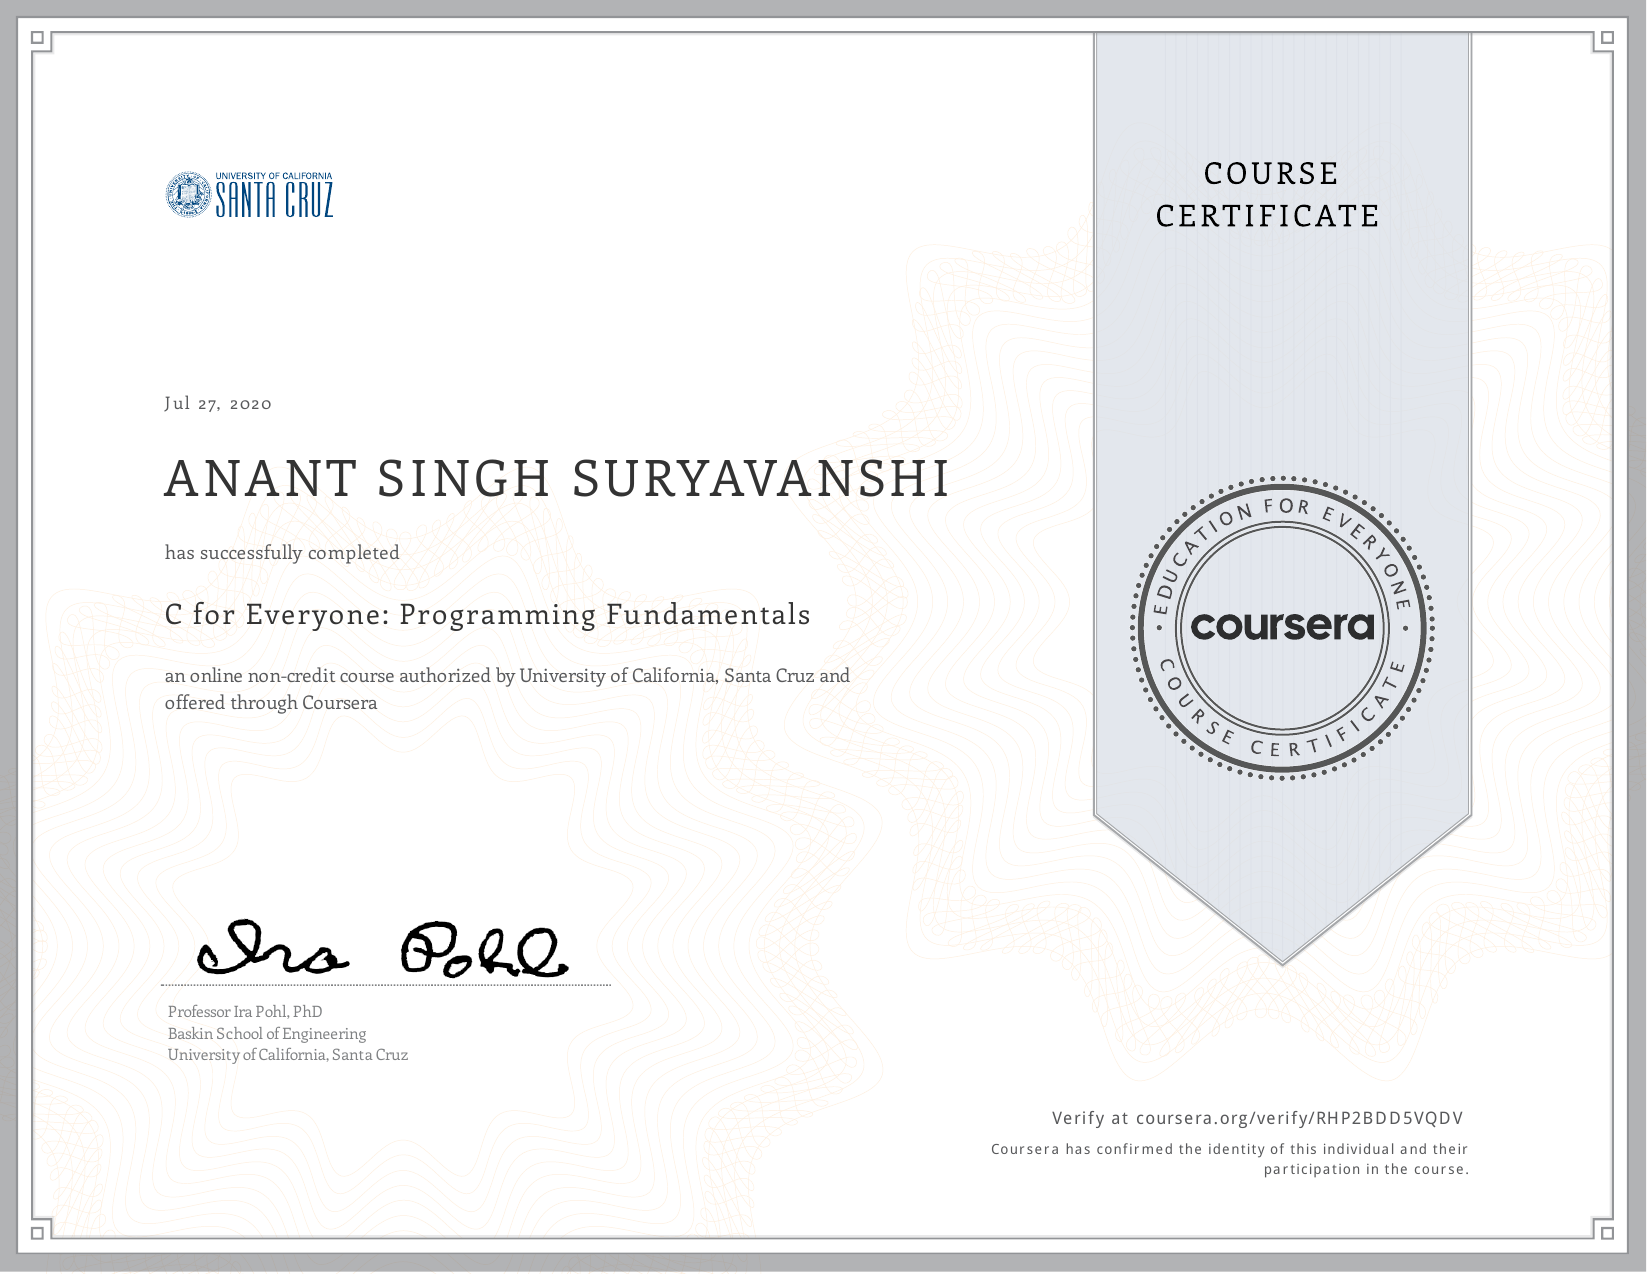 UNIVERSITY OF CALIFORNIA
SANTA CRUZ
COURSE
CERTIFICATE
Jul 27, 2020
ANANT SINGH SURYAVANSHI
has successfully completed
C for Everyone: Programming Fundamentals
an online non-credit course authorized by University of California, Santa Cruz and
offered through Coursera
EDUCATION FOR EVERYONE
coursera
COURSE CERTIFICATE
Ira Pohl
Professor Ira Pohl, PhD
Baskin School of Engineering
University of California, Santa Cruz
Verify at coursera.org/verify/RHP2BDD5VQDV
Coursera has confirmed the identity of this individual and their
participation in the course.